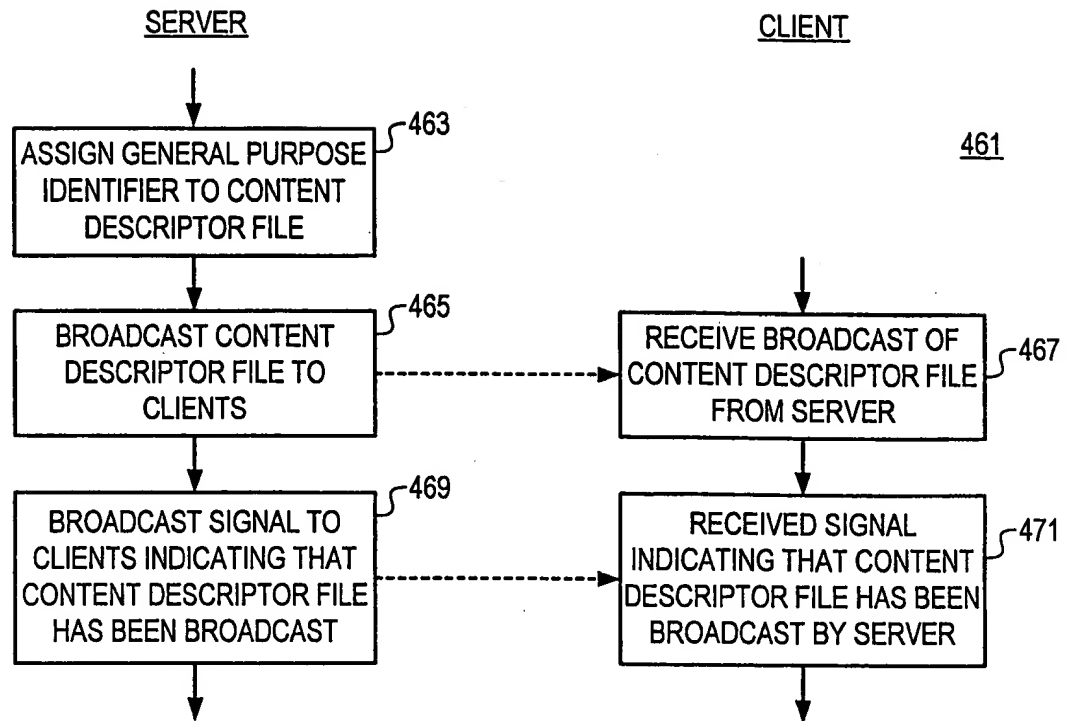 SERVER
CLIENT
463
461
ASSIGN GENERAL PURPOSE
IDENTIFIER TO CONTENT
DESCRIPTOR FILE
465
BROADCAST CONTENT
DESCRIPTOR FILE TO
CLIENTS
RECEIVE BROADCAST OF
CONTENT DESCRIPTOR FILE
FROM SERVER
467
469
BROADCAST SIGNAL TO
CLIENTS INDICATING THAT
CONTENT DESCRIPTOR FILE
HAS BEEN BROADCAST
RECEIVED SIGNAL
INDICATING THAT CONTENT
DESCRIPTOR FILE HAS BEEN
BROADCAST BY SERVER
471